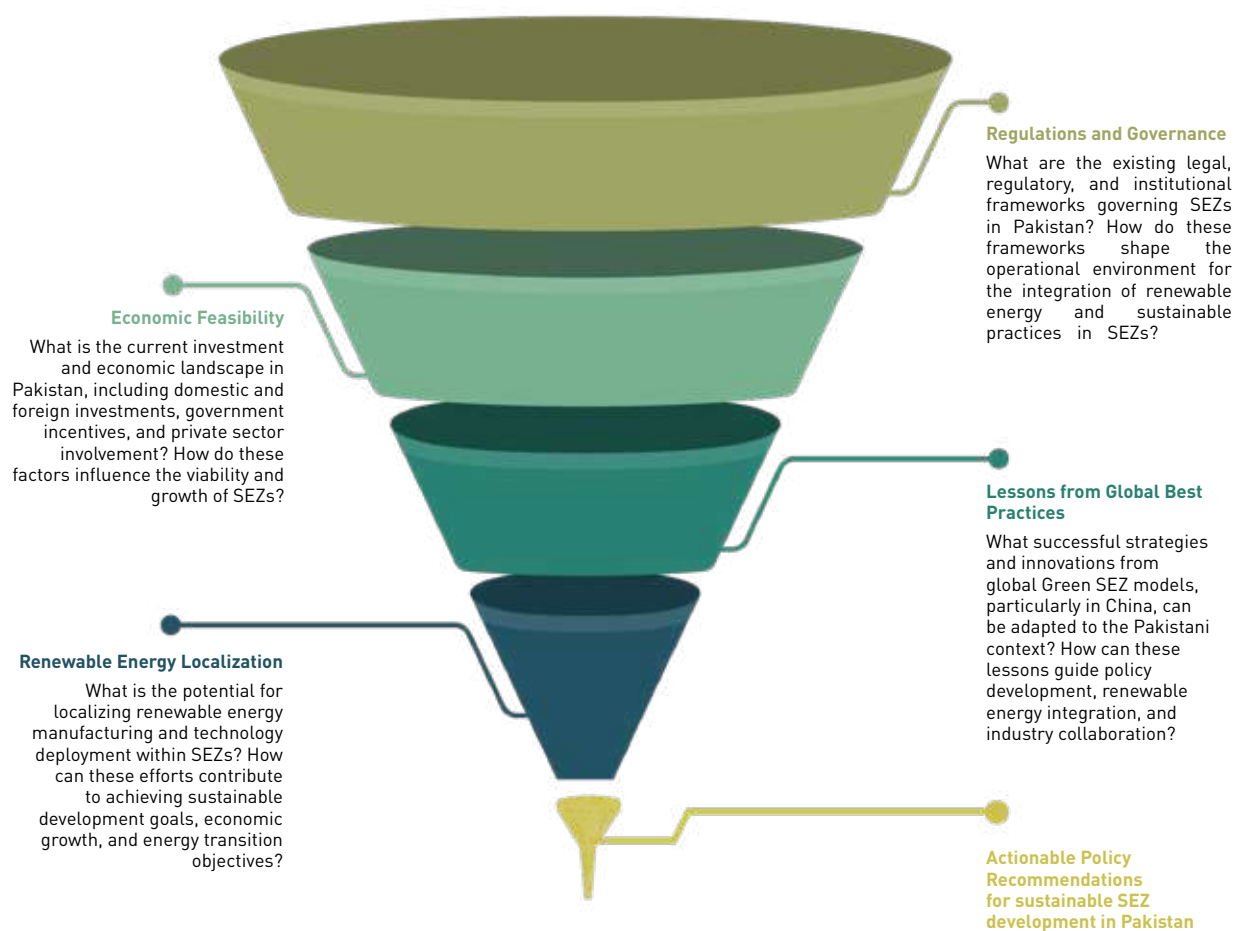 Regulations and Governance
What are the existing legal,
regulatory, and institutional
frameworks governing SEZs
in Pakistan? How do these
frameworks shape the
operational environment for
the integration of renewable
energy and sustainable
practices in SEZs?
Economic Feasibility
What is the current investment
and economic landscape in
Pakistan, including domestic and
foreign investments, government
incentives, and private sector
involvement? How do these
factors influence the viability and
growth of SEZs?
Lessons from Global Best
Practices
What successful strategies
and innovations from
global Green SEZ models,
particularly in China, can
be adapted to the Pakistani
context? How can these
lessons guide policy
development, renewable
energy integration, and
industry collaboration?
Renewable Energy Localization
What is the potential for
localizing renewable energy
manufacturing and technology
deployment within SEZs? How
can these efforts contribute
to achieving sustainable
development goals, economic
growth, and energy transition
objectives?
Actionable Policy
Recommendations
for sustainable SEZ
development in Pakistan